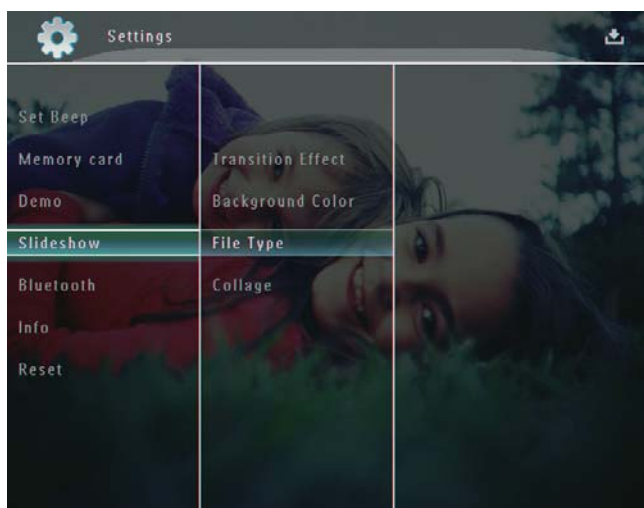 Settings
Set Beep
Memory card
Demo
Slideshow
Bluetooth
Info
Reset
Transition Effect
Background Color
File Type
Collage